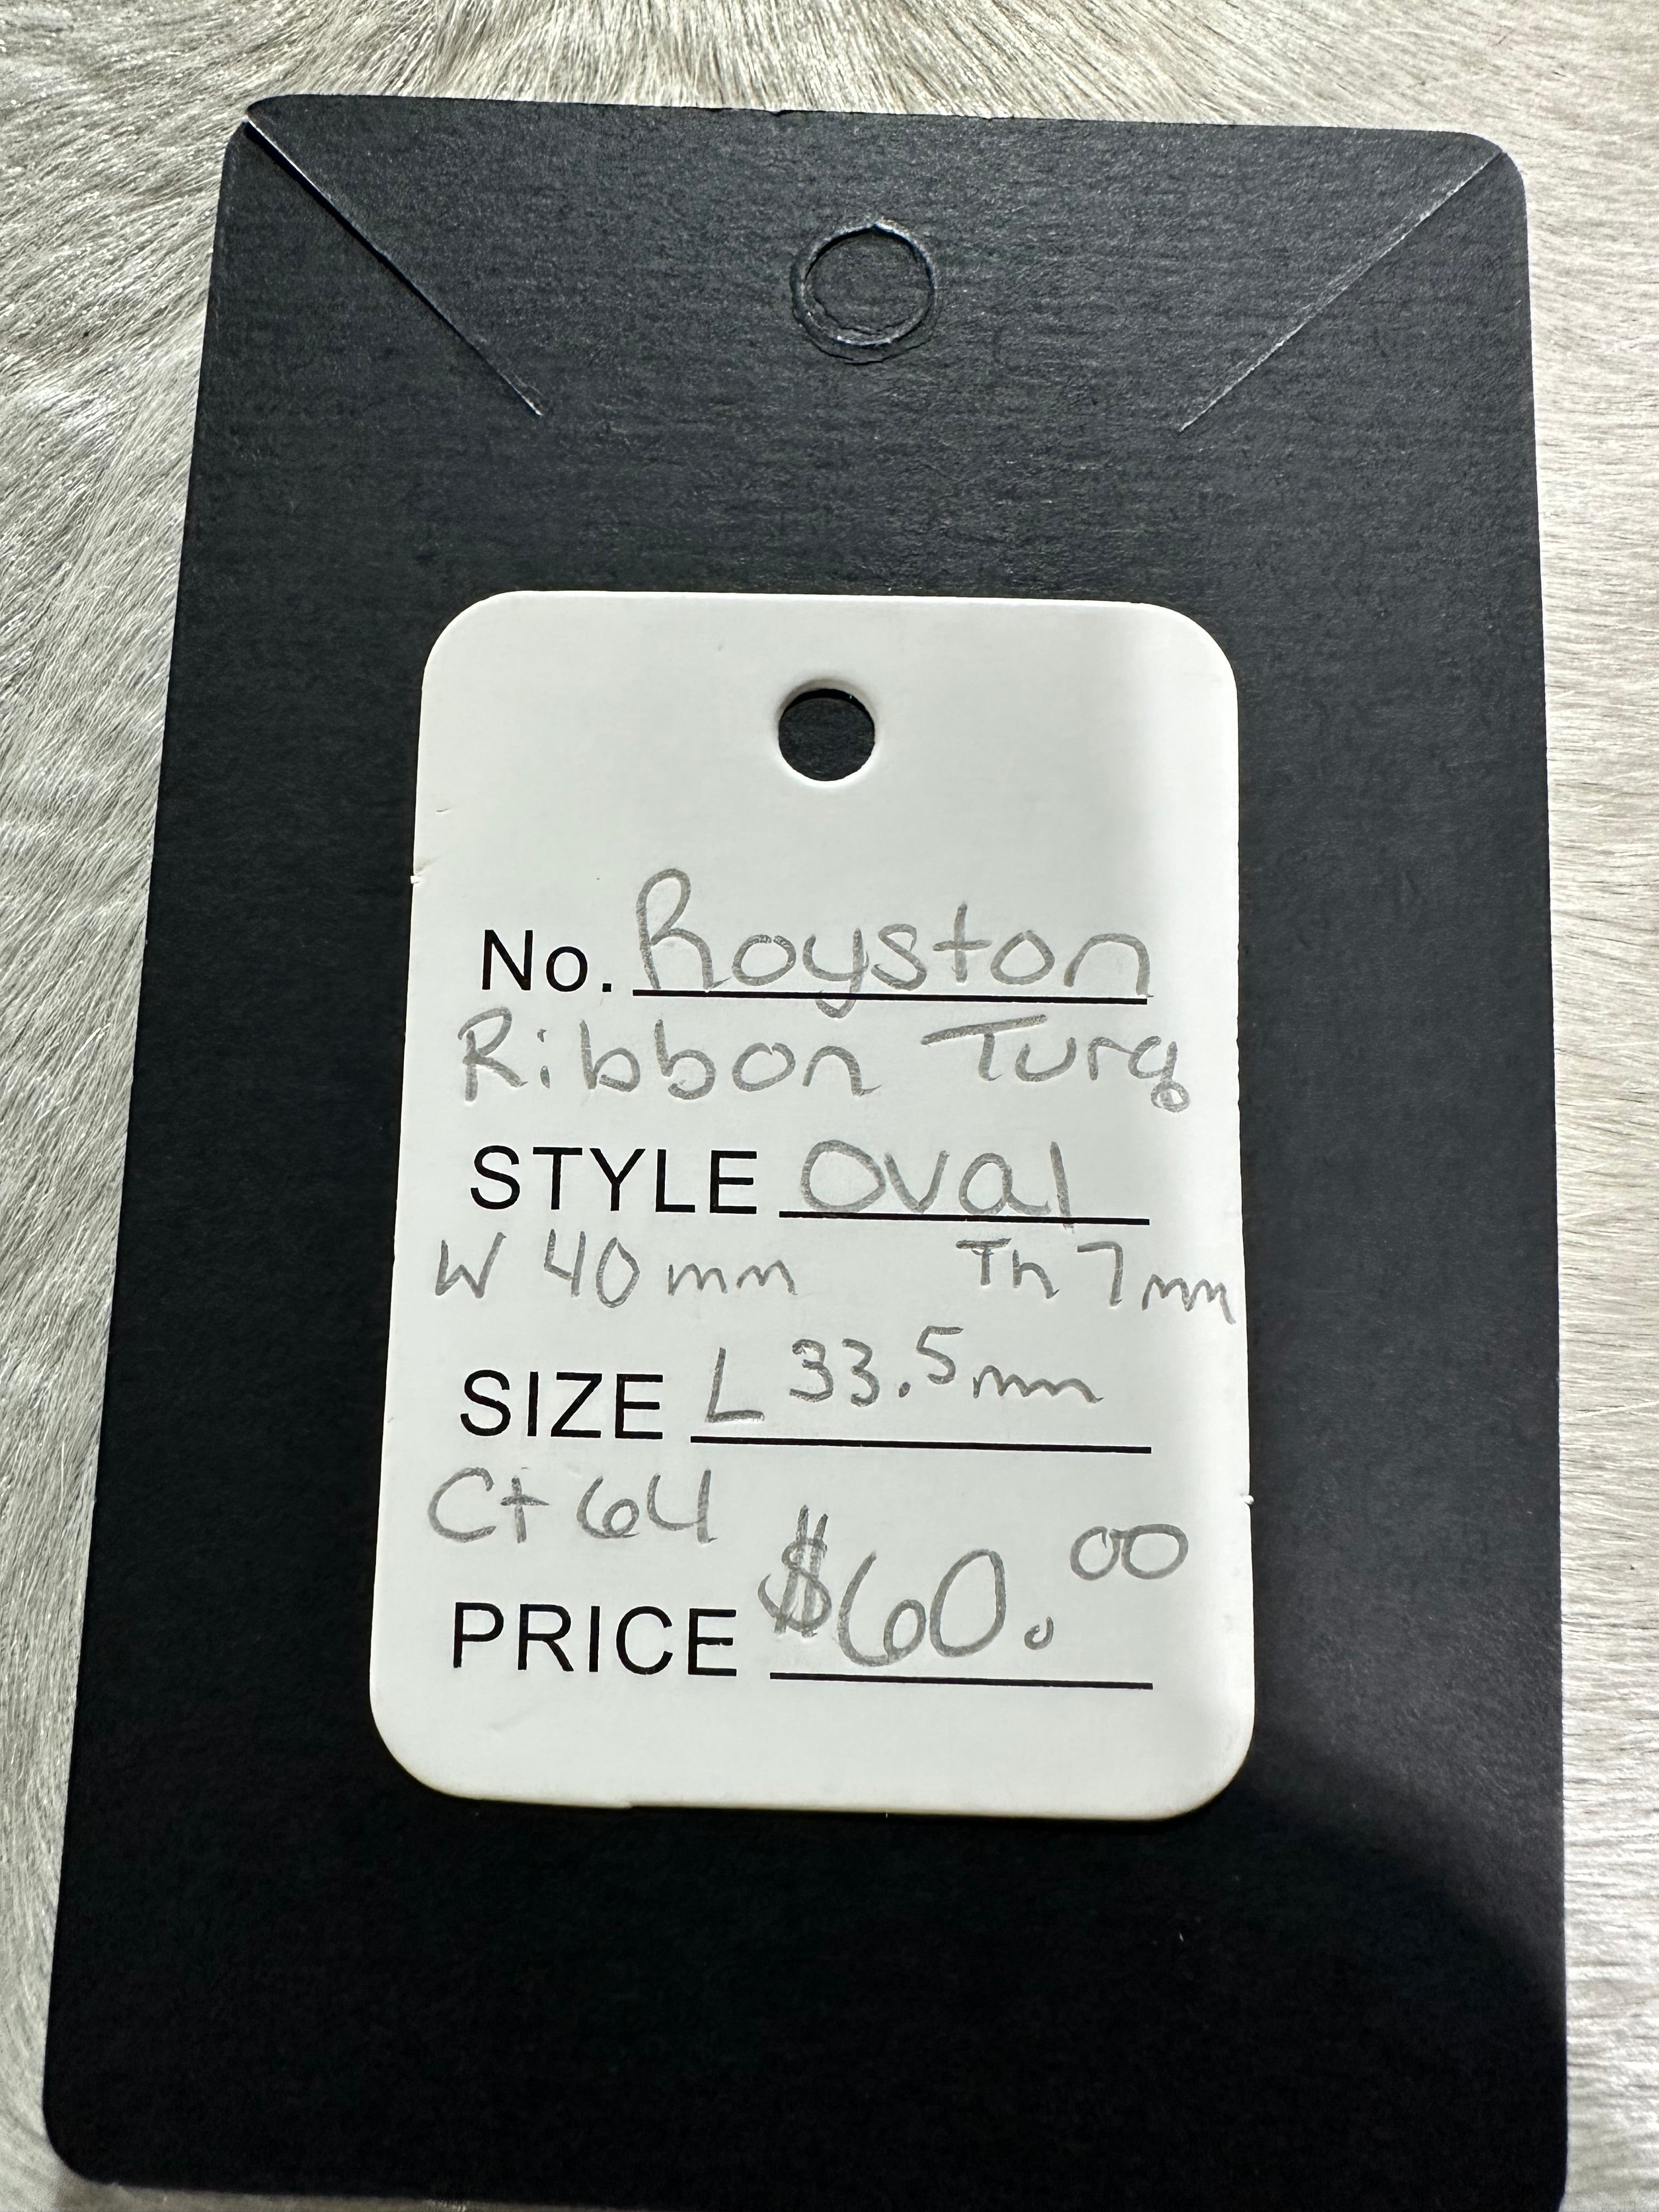 No. Royston
Ribbon Turq
STYLE Oval
W 40mm Th 7mm
SIZE L 33.5mm
Ct 64
PRICE $60.00